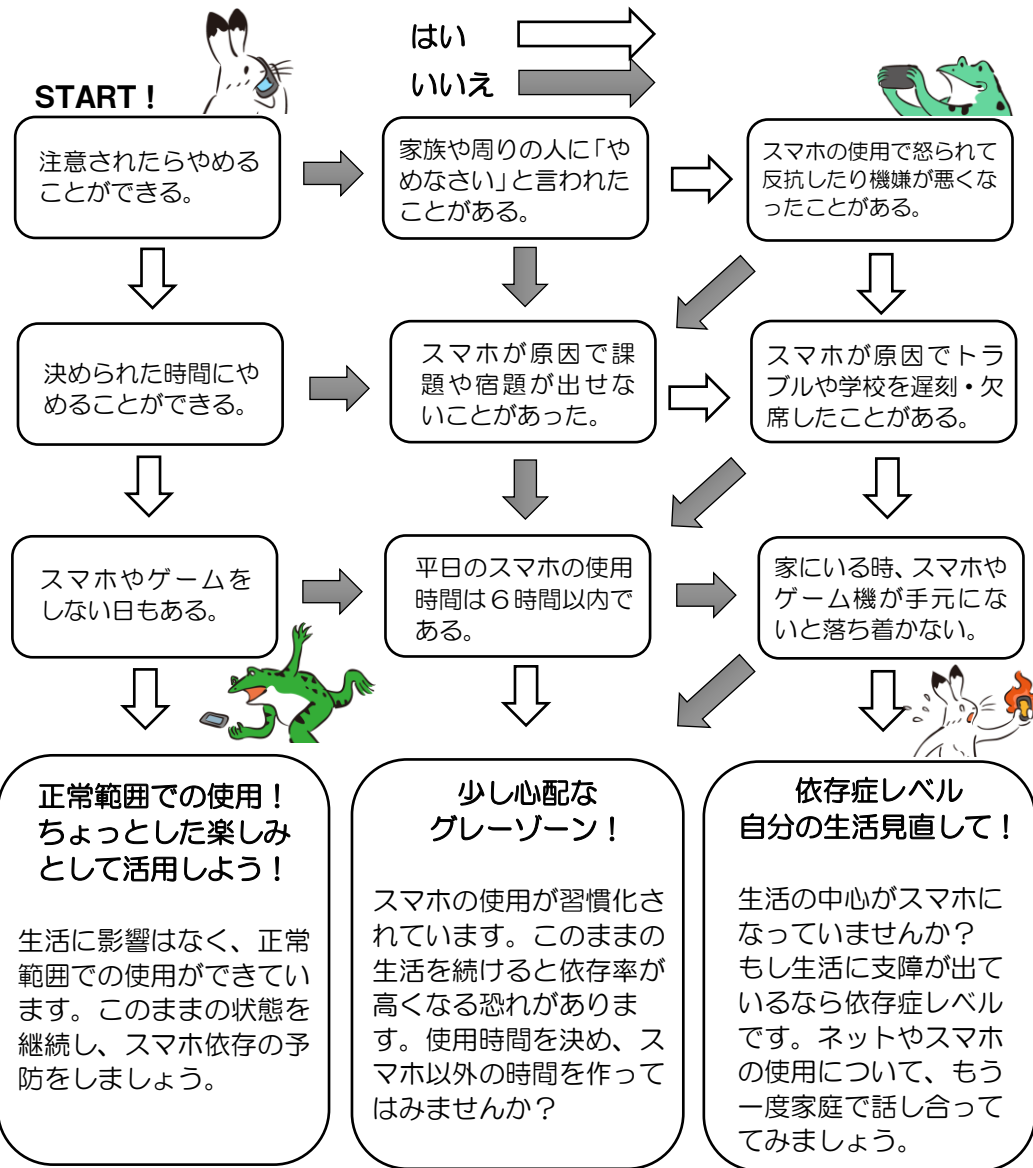 はい
いいえ
START！
注意されたらやめる
ことができる。
家族や周りの人に「や
めなさい」と言われた
ことがある。
スマホの使用で怒られて
反抗したり機嫌が悪くな
ったことがある。
決められた時間にや
めることができる。
スマホが原因で課
題や宿題が出せな
いことがあった。
スマホが原因でトラ
ブルや学校を遅刻・欠
席したことがある。
スマホやゲームを
しない日もある。
平日のスマホの使用
時間は６時間以内で
ある。
家にいる時、スマホや
ゲーム機が手元にな
いと落ち着かない。
正常範囲での使用！
ちょっとした楽しみ
として活用しよう！
生活に影響はなく、正常
範囲での使用ができてい
ます。このままの状態を
継続し、スマホ依存の予
防をしましょう。
少し心配な
グレーゾーン！
スマホの使用が習慣化さ
れています。このままの
生活を続けると依存率が
高くなる恐れがありま
す。使用時間を決め、ス
マホ以外の時間を作って
はみませんか？
依存症レベル
自分の生活見直して！
生活の中心がスマホに
なっていませんか？
もし生活に支障が出て
いるなら依存症レベル
です。ネットやスマホ
の使用について、もう
一度家庭で話し合って
てみましょう。